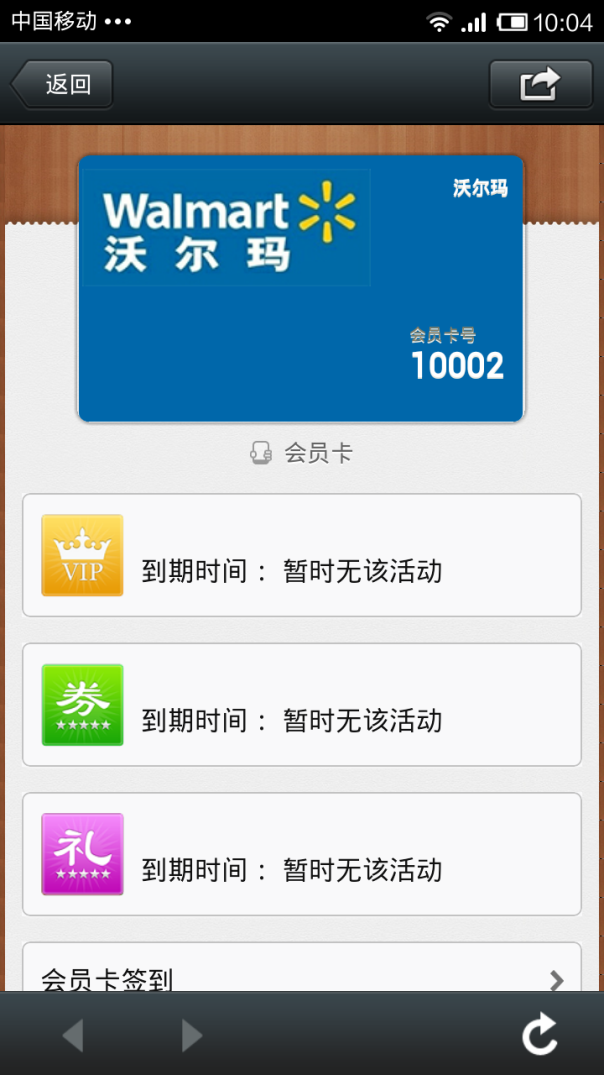 中国移动 •••
10:04
返回
Walmart
沃尔玛
沃尔玛
会员卡号
10002
会员卡
VIP
到期时间 ：暂时无该活动
券
到期时间 ：暂时无该活动
礼
到期时间 ：暂时无该活动
会员卡签到